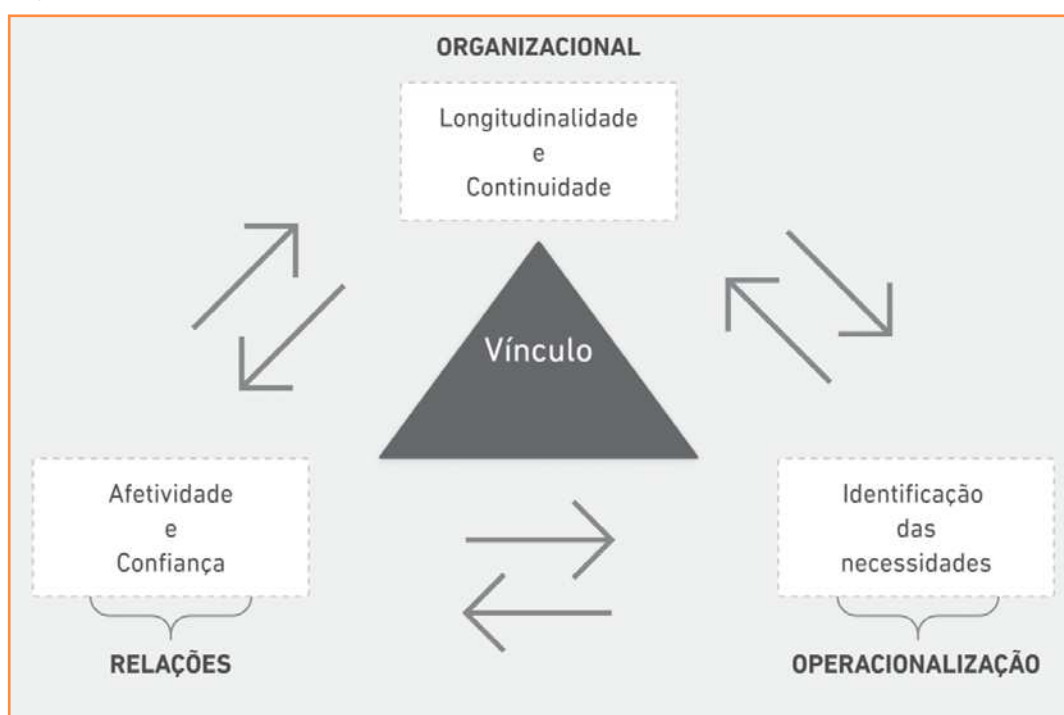 ORGANIZACIONAL
Longitudinalidade
e
Continuidade
Vínculo
Afetividade
e
Confiança
RELAÇÕES
Identificação
das
necessidades
OPERACIONALIZAÇÃO